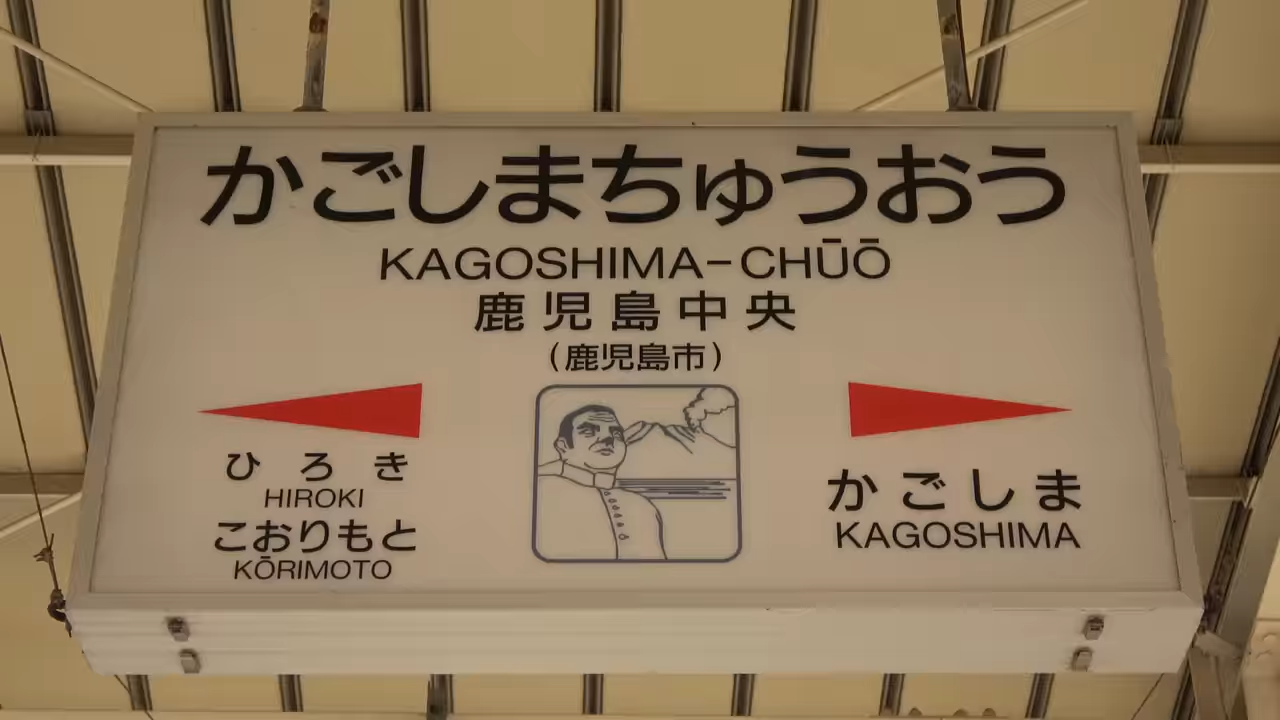 かごしまちゅうおう
KAGOSHIMA-CHŪŌ
鹿児島中央
(鹿児島市)
ひろき
HIROKI
こおりもと
KŌRIMOTO
かごしま
KAGOSHIMA